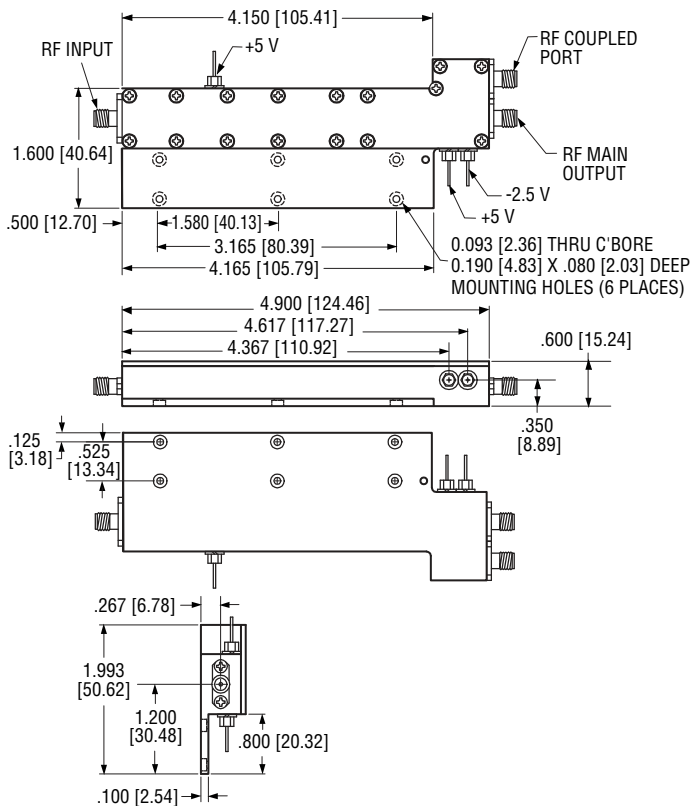 4.150 [105.41]
RF INPUT
+5 V
RF COUPLED
PORT
1.600 [40.64]
RF MAIN
OUTPUT
-2.5 V
+5 V
.500 [12.70]
1.580 [40.13]
3.165 [80.39]
4.165 [105.79]
0.093 [2.36] THRU C'BORE
0.190 [4.83] X .080 [2.03] DEEP
MOUNTING HOLES (6 PLACES)
4.900 [124.46]
4.617 [117.27]
4.367 [110.92]
.600 [15.24]
.350
[8.89]
.125
[3.18]
.525
[13.34]
.267 [6.78]
1.993
[50.62]
1.200
[30.48]
.800 [20.32]
.100 [2.54]